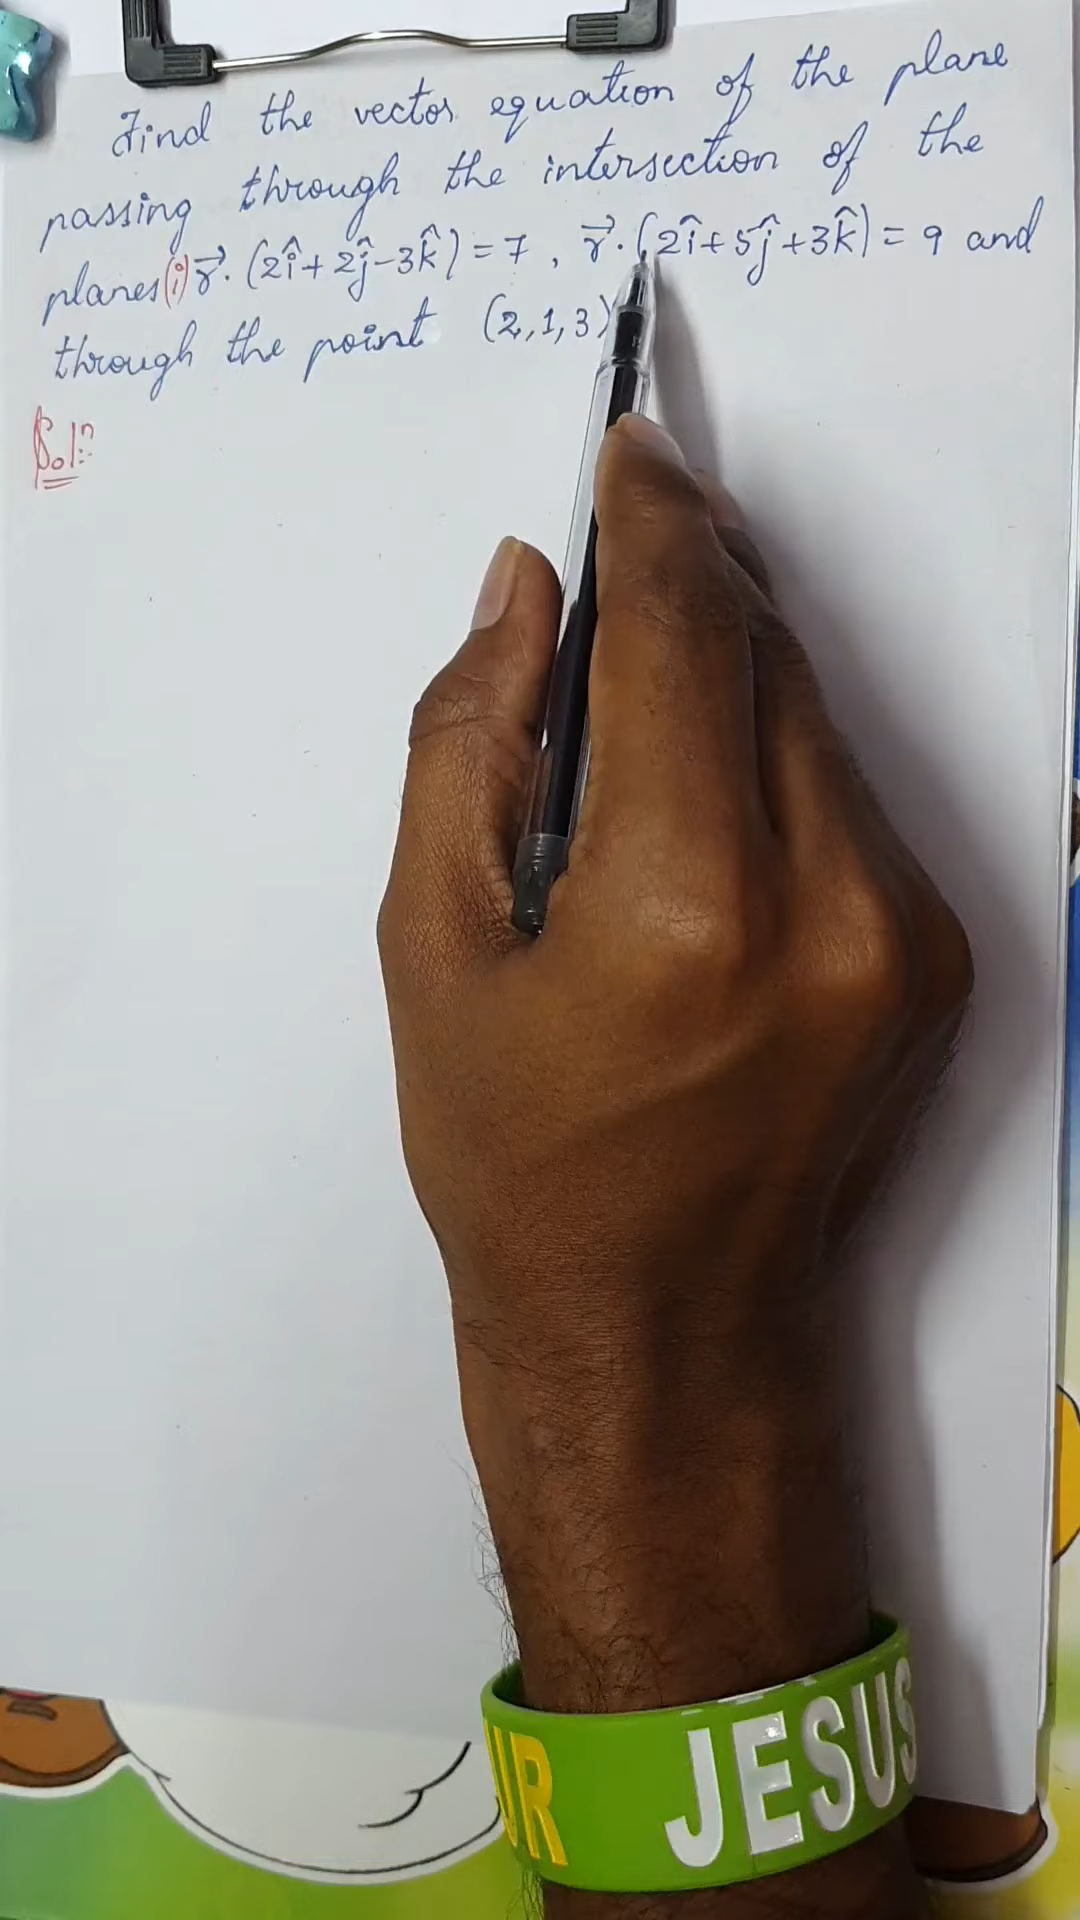 Find the vector equation of the plane
passing through the intersection of the
planes (i) r⃗.(2î+2ĵ-3k̂)=7, r⃗.(2î+5ĵ+3k̂)=9 and
through the point (2,1,3)
Solⁿ:
UR JESUS